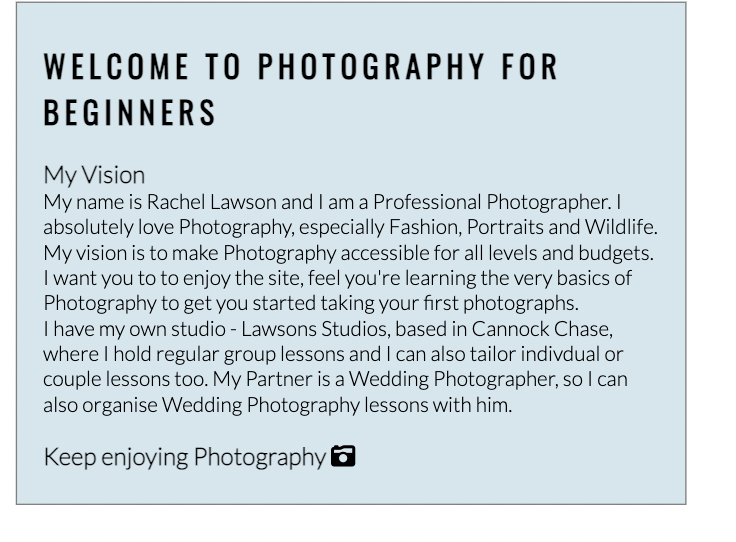 WELCOME TO PHOTOGRAPHY FOR
BEGINNERS
My Vision
My name is Rachel Lawson and I am a Professional Photographer. I
absolutely love Photography, especially Fashion, Portraits and Wildlife.
My vision is to make Photography accessible for all levels and budgets.
I want you to to enjoy the site, feel you're learning the very basics of
Photography to get you started taking your first photographs.
I have my own studio - Lawsons Studios, based in Cannock Chase,
where I hold regular group lessons and I can also tailor indivdual or
couple lessons too. My Partner is a Wedding Photographer, so I can
also organise Wedding Photography lessons with him.
Keep enjoying Photography